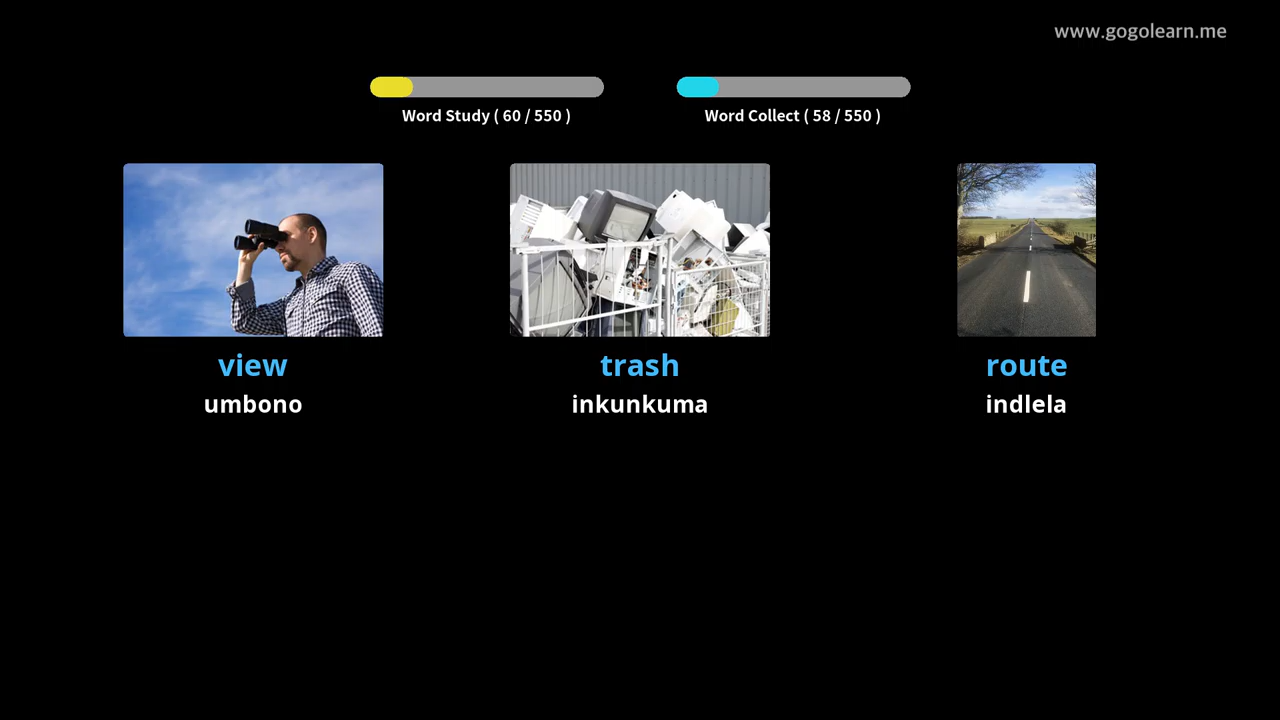 www.gogolearn.me
Word Study ( 60 / 550 )
Word Collect ( 58 / 550 )
view
umbono
trash
inkunkuma
route
indlela